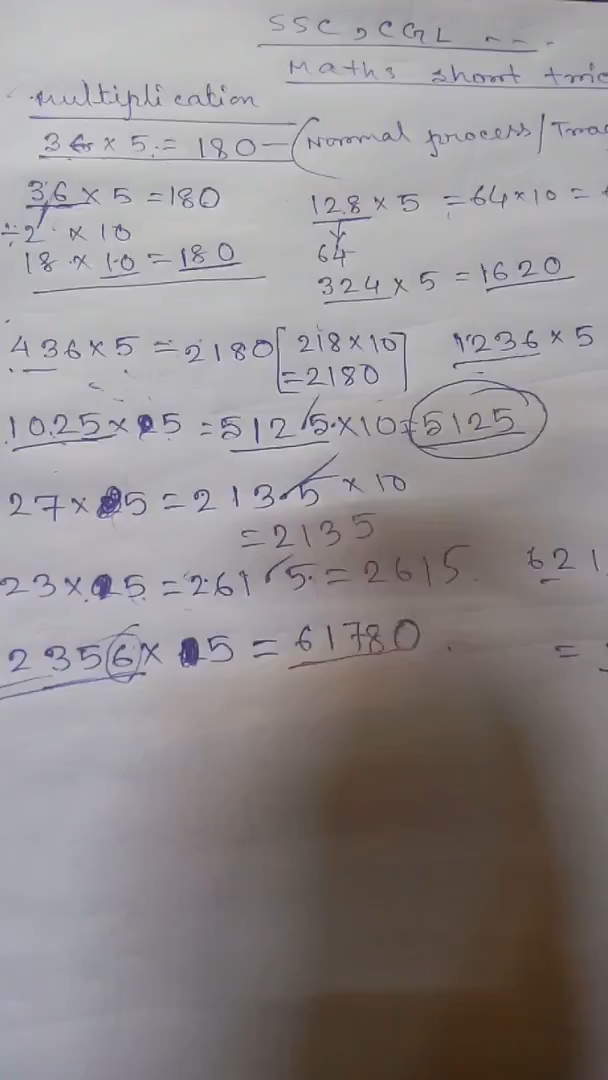 SSC, CGL ---
Maths short
Multiplication
36 × 5 = 180 — (Normal process/
36 × 5 = 180
÷2 × 10
18 × 10 = 180
128 × 5 = 64 × 10 =
64
324 × 5 = 1620
436 × 5 = 2180 [218 × 10
= 2180]
1236 × 5
1025 × 5 = 512/5 × 10 = 5125
27 × 5 = 213.5 × 10
= 2135
23 × 5 = 261/5. = 2615
621
2356 × 5 = 61780.
=